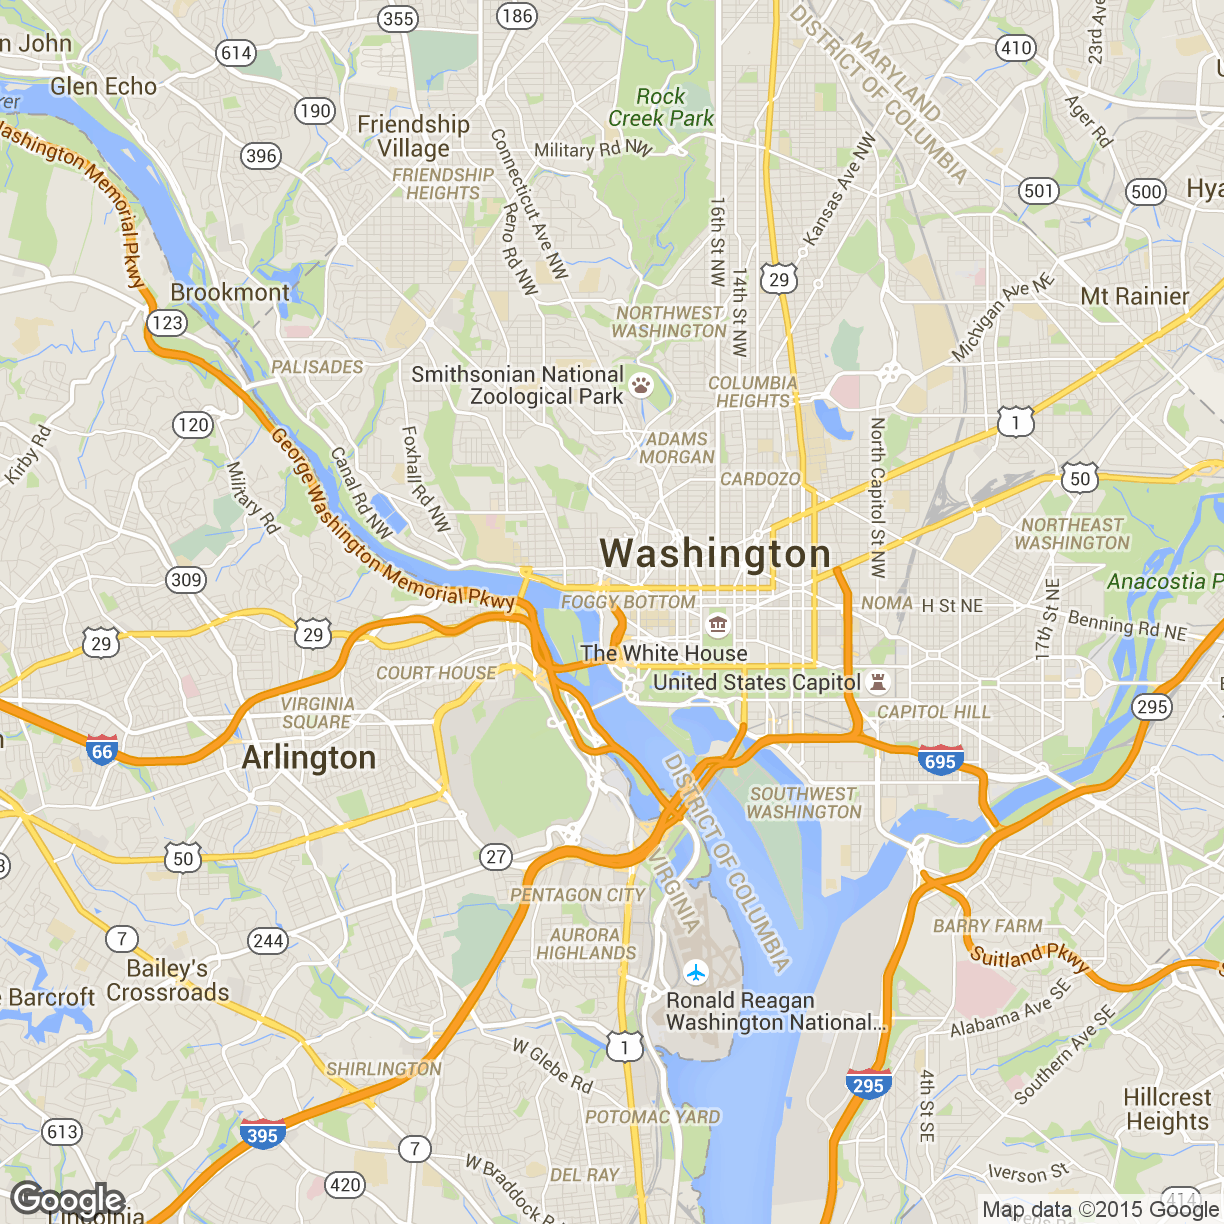 355
186
614
410
23rd Ave
n John
Glen Echo
MARYLAND
DISTRICT OF COLUMBIA
Rock
Creek Park
Ager Rd
190
Friendship
Village
396
Military Rd NW
Connecticut Ave NW
FRIENDSHIP
HEIGHTS
Kansas Ave NW
501
500
Hya
Washington Memorial Pkwy
Reno Rd NW
16th St NW
14th St NW
29
Michigan Ave NE
Mt Rainier
Brookmont
123
NORTHWEST
WASHINGTON
PALISADES
Smithsonian National
Zoological Park
COLUMBIA
HEIGHTS
120
1
Kirby Rd
Military Rd
George Washington Memorial Pkwy
Canal Rd NW
Foxhall Rd NW
ADAMS
MORGAN
CARDOZO
North Capitol St NW
50
NORTHEAST
WASHINGTON
Washington
309
Anacostia P
FOGGY BOTTOM
NOMA
H St NE
17th St NE
Benning Rd NE
29
29
The White House
COURT HOUSE
United States Capitol
VIRGINIA
SQUARE
CAPITOL HILL
295
66
Arlington
695
DISTRICT OF COLUMBIA
VIRGINIA
SOUTHWEST
WASHINGTON
50
27
PENTAGON CITY
7
244
AURORA
HIGHLANDS
BARRY FARM
Suitland Pkwy
Bailey's
Crossroads
e Barcroft
Ronald Reagan
Washington National...
Alabama Ave SE
Southern Ave SE
1
W Glebe Rd
SHIRLINGTON
295
4th St SE
POTOMAC YARD
Hillcrest
Heights
613
395
7
W Braddock R
DEL RAY
420
Iverson St
414
Google
Lincolnia
Map data ©2015 Google